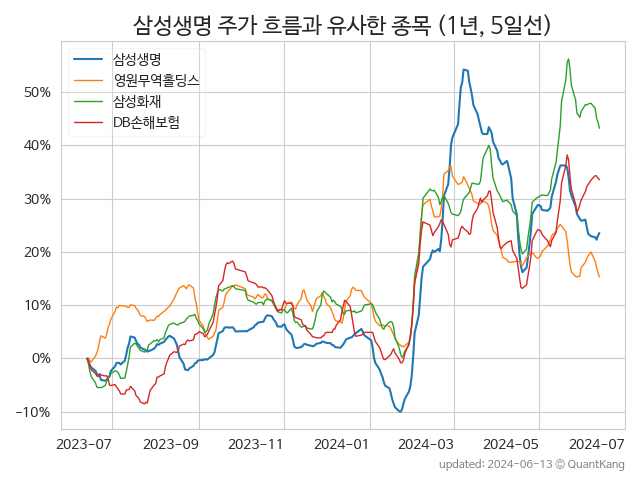 삼성생명 주가 흐름과 유사한 종목 (1년, 5일선)
삼성생명
영원무역홀딩스
삼성화재
DB손해보험
50%
40%
30%
20%
10%
0%
−10%
2023-07 2023-09 2023-11 2024-01 2024-03 2024-05 2024-07
updated: 2024-06-13 ⓒ QuantKang